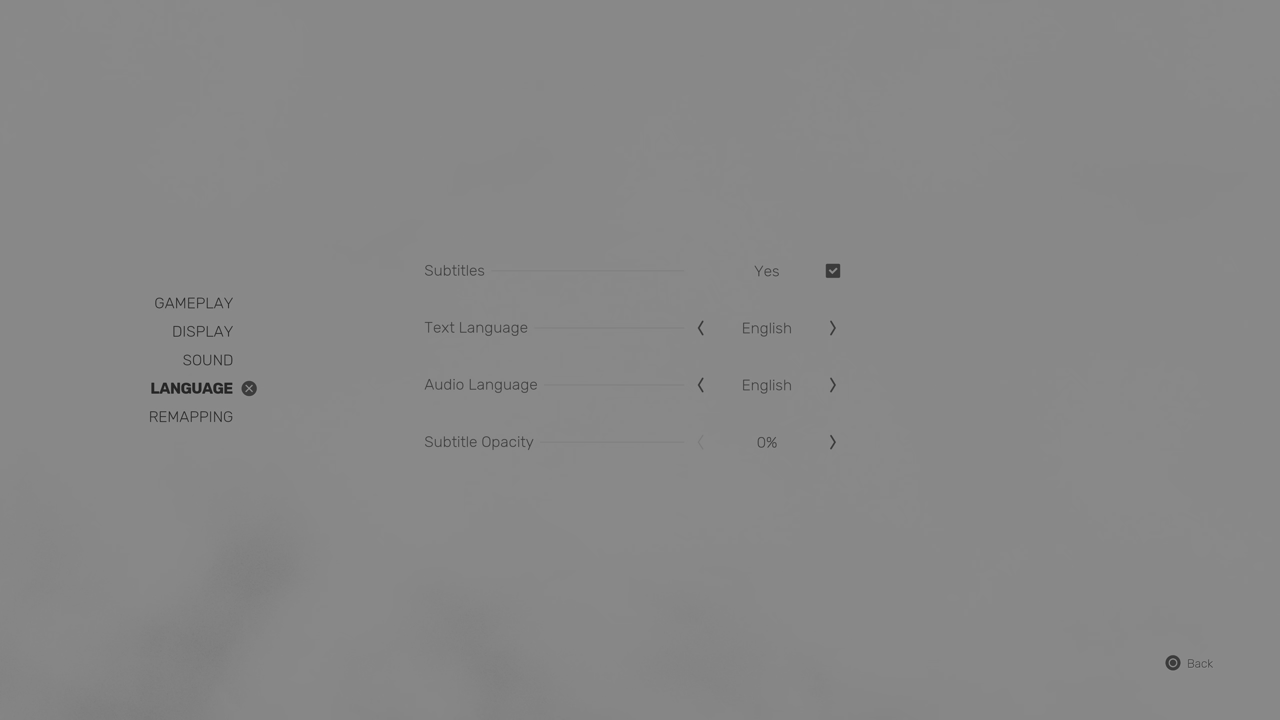 GAMEPLAY
DISPLAY
SOUND
LANGUAGE
REMAPPING
Subtitles Yes
Text Language English
Audio Language English
Subtitle Opacity 0%
Back